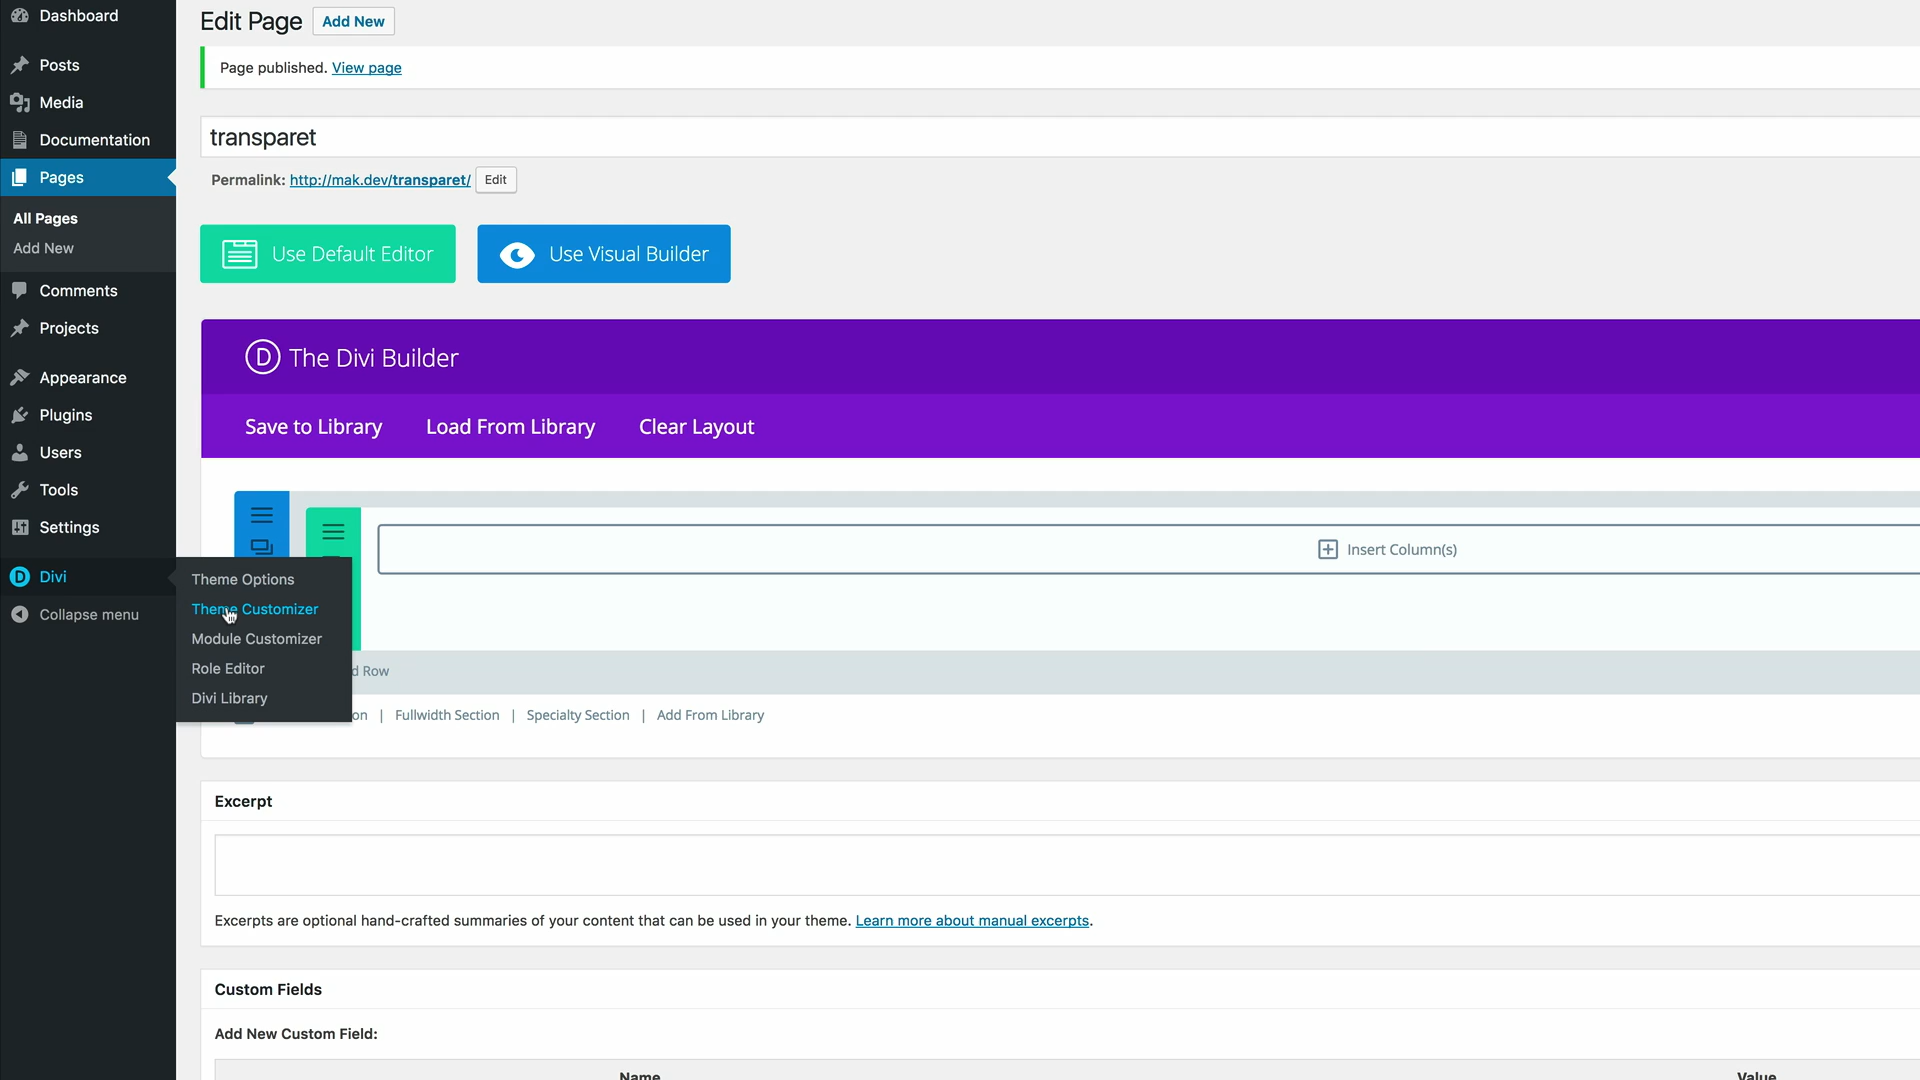 Dashboard
Posts
Media
Documentation
Pages
All Pages
Add New
Comments
Projects
Appearance
Plugins
Users
Tools
Settings
Divi
Collapse menu
Theme Options
Theme Customizer
Module Customizer
Role Editor
Divi Library
Edit Page Add New
Page published. View page
transparet
Permalink: http://mak.dev/transparet/ Edit
Use Default Editor Use Visual Builder
D The Divi Builder
Save to Library Load From Library Clear Layout
Insert Column(s)
d Row
on | Fullwidth Section | Specialty Section | Add From Library
Excerpt
Excerpts are optional hand-crafted summaries of your content that can be used in your theme. Learn more about manual excerpts.
Custom Fields
Add New Custom Field:
Name Value